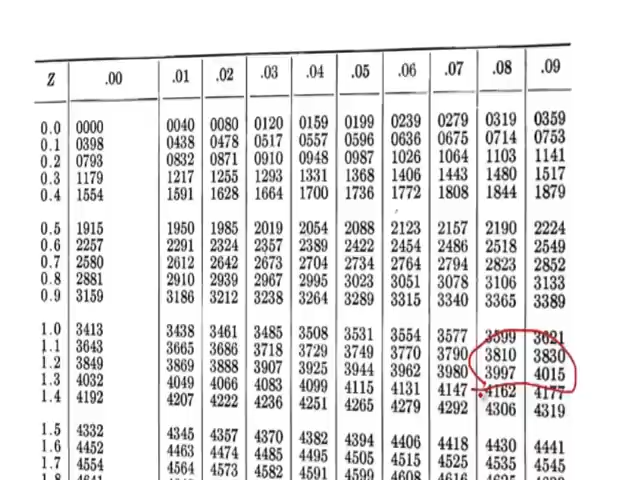 Z .00 .01 .02 .03 .04 .05 .06 .07 .08 .09
0.0 0000 0040 0080 0120 0159 0199 0239 0279 0319 0359
0.1 0398 0438 0478 0517 0557 0596 0636 0675 0714 0753
0.2 0793 0832 0871 0910 0948 0987 1026 1064 1103 1141
0.3 1179 1217 1255 1293 1331 1368 1406 1443 1480 1517
0.4 1554 1591 1628 1664 1700 1736 1772 1808 1844 1879
0.5 1915 1950 1985 2019 2054 2088 2123 2157 2190 2224
0.6 2257 2291 2324 2357 2389 2422 2454 2486 2518 2549
0.7 2580 2612 2642 2673 2704 2734 2764 2794 2823 2852
0.8 2881 2910 2939 2967 2995 3023 3051 3078 3106 3133
0.9 3159 3186 3212 3238 3264 3289 3315 3340 3365 3389
1.0 3413 3438 3461 3485 3508 3531 3554 3577 3599 3621
1.1 3643 3665 3686 3718 3729 3749 3770 3790 3810 3830
1.2 3849 3869 3888 3907 3925 3944 3962 3980 3997 4015
1.3 4032 4049 4066 4083 4099 4115 4131 4147 4162 4177
1.4 4192 4207 4222 4236 4251 4265 4279 4292 4306 4319
1.5 4332 4345 4357 4370 4382 4394 4406 4418 4430 4441
1.6 4452 4463 4474 4485 4495 4505 4515 4525 4535 4545
1.7 4554 4564 4573 4582 4591 4599 4608 4616